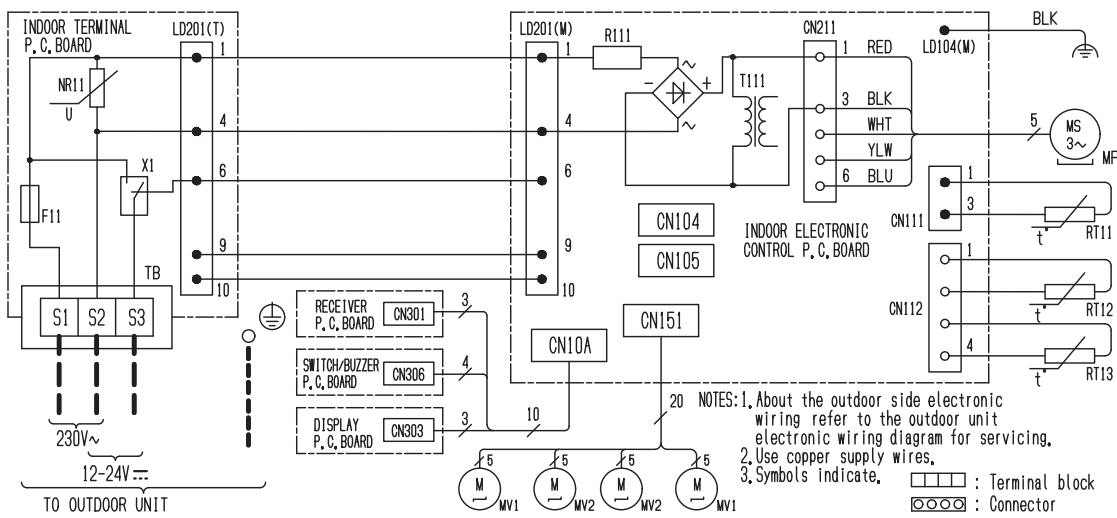 INDOOR TERMINAL
P.C.BOARD
LD201(T)
1
NR11
U
4
X1
6
F11
9
TB
10
S1 S2 S3
230V~
12-24V⎓
TO OUTDOOR UNIT
RECEIVER
P.C.BOARD
CN301
3
SWITCH/BUZZER
P.C.BOARD
CN306
4
DISPLAY
P.C.BOARD
CN303
3
10
LD201(M)
1
4
6
9
10
R111
~
-
+
~
T111
CN211
1 RED
3 BLK
WHT
YLW
6 BLU
LD104(M)
BLK
5
MS
3~
MF
CN104
CN105
INDOOR ELECTRONIC
CONTROL P.C.BOARD
CN111
1
3
t°
RT11
CN112
1
4
t°
RT12
t°
RT13
CN151
CN10A
20
5 5 5 5
M M M M
MV1 MV2 MV2 MV1
NOTES:1.About the outdoor side electronic
wiring refer to the outdoor unit
electronic wiring diagram for servicing.
2.Use copper supply wires.
3.Symbols indicate.
: Terminal block
: Connector